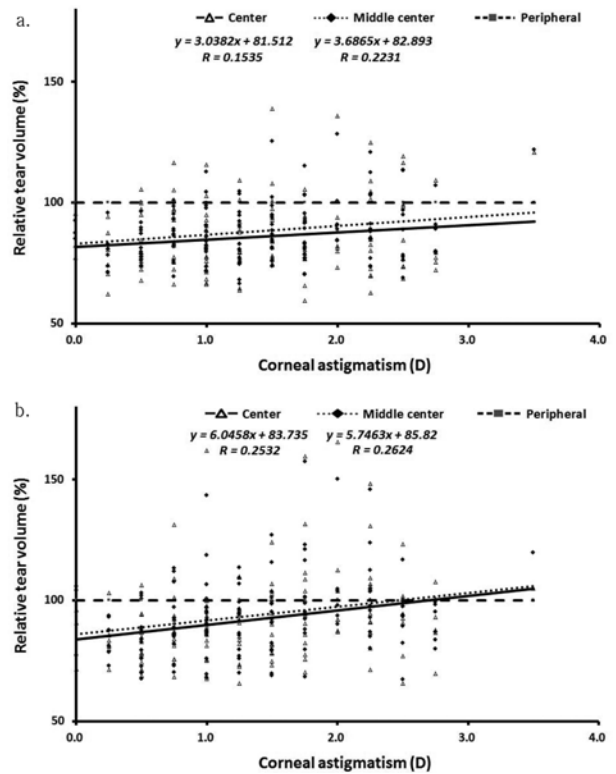 a.
Center Middle center Peripheral
y = 3.0382x + 81.512 y = 3.6865x + 82.893
R = 0.1535 R = 0.2231
Relative tear volume (%)
150
100
50
0.0 1.0 2.0 3.0 4.0
Corneal astigmatism (D)
b.
Center Middle center Peripheral
y = 6.0458x + 83.735 y = 5.7463x + 85.82
R = 0.2532 R = 0.2624
Relative tear volume (%)
150
100
50
0.0 1.0 2.0 3.0 4.0
Corneal astigmatism (D)